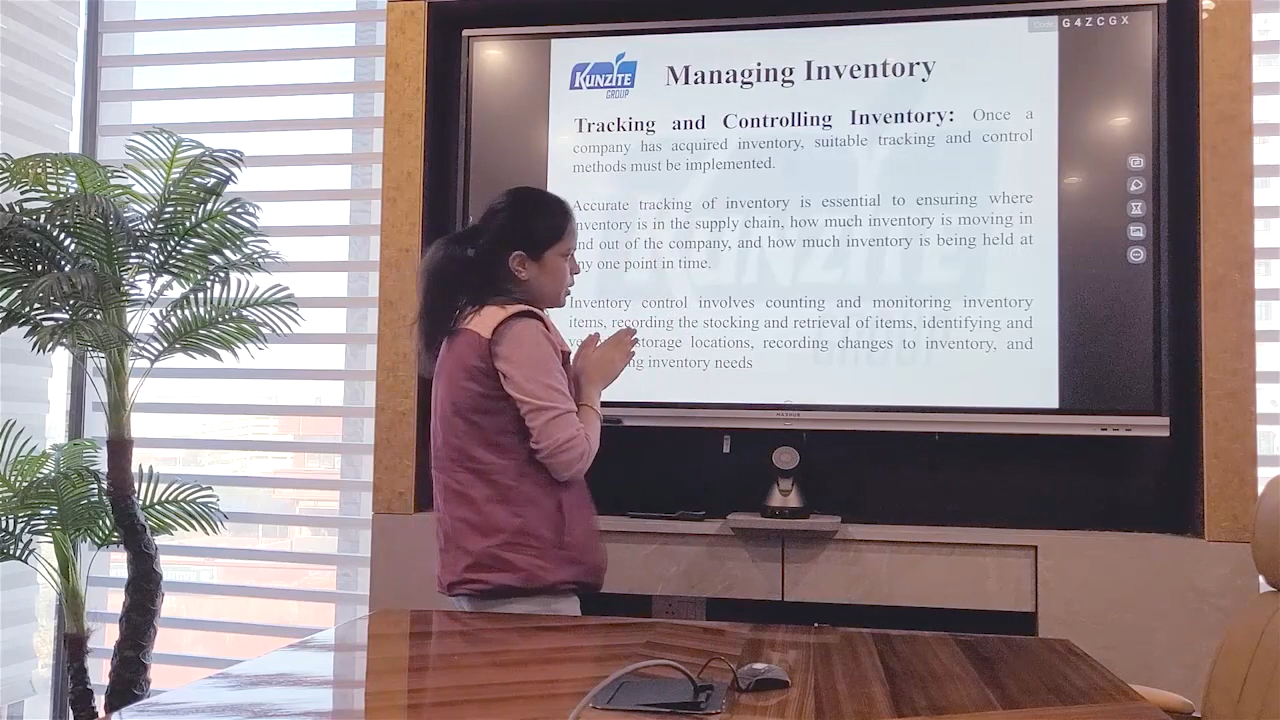 Code: G4ZCGX
KUNZITE
GROUP
Managing Inventory
Tracking and Controlling Inventory: Once a
company has acquired inventory, suitable tracking and control
methods must be implemented.
Accurate tracking of inventory is essential to ensuring where
inventory is in the supply chain, how much inventory is moving in
and out of the company, and how much inventory is being held at
any one point in time.
Inventory control involves counting and monitoring inventory
items, recording the stocking and retrieval of items, identifying and
storage locations, recording changes to inventory, and
inventory needs
MAXHUB